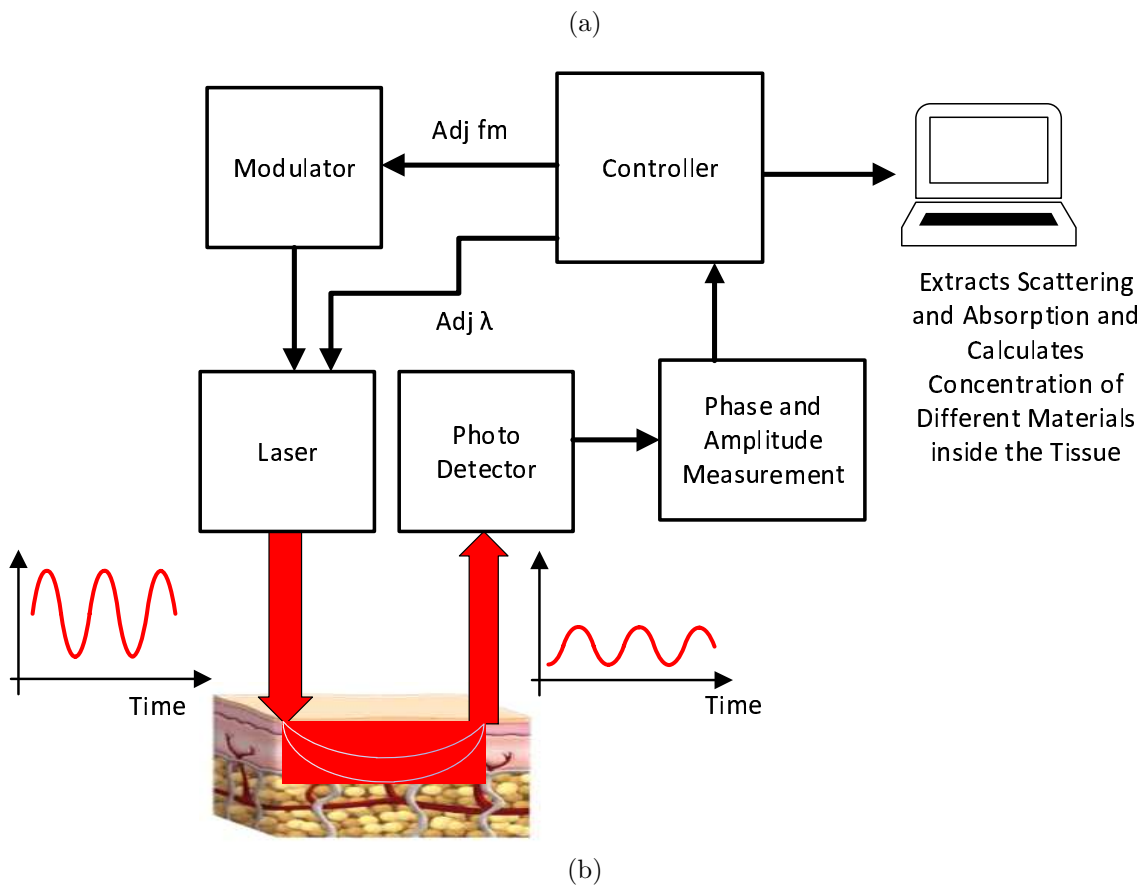 (a)
Modulator
Adj fm
Controller
Adj λ
Laser
Photo
Detector
Phase and
Amplitude
Measurement
Extracts Scattering
and Absorption and
Calculates
Concentration of
Different Materials
inside the Tissue
Time
Time
(b)